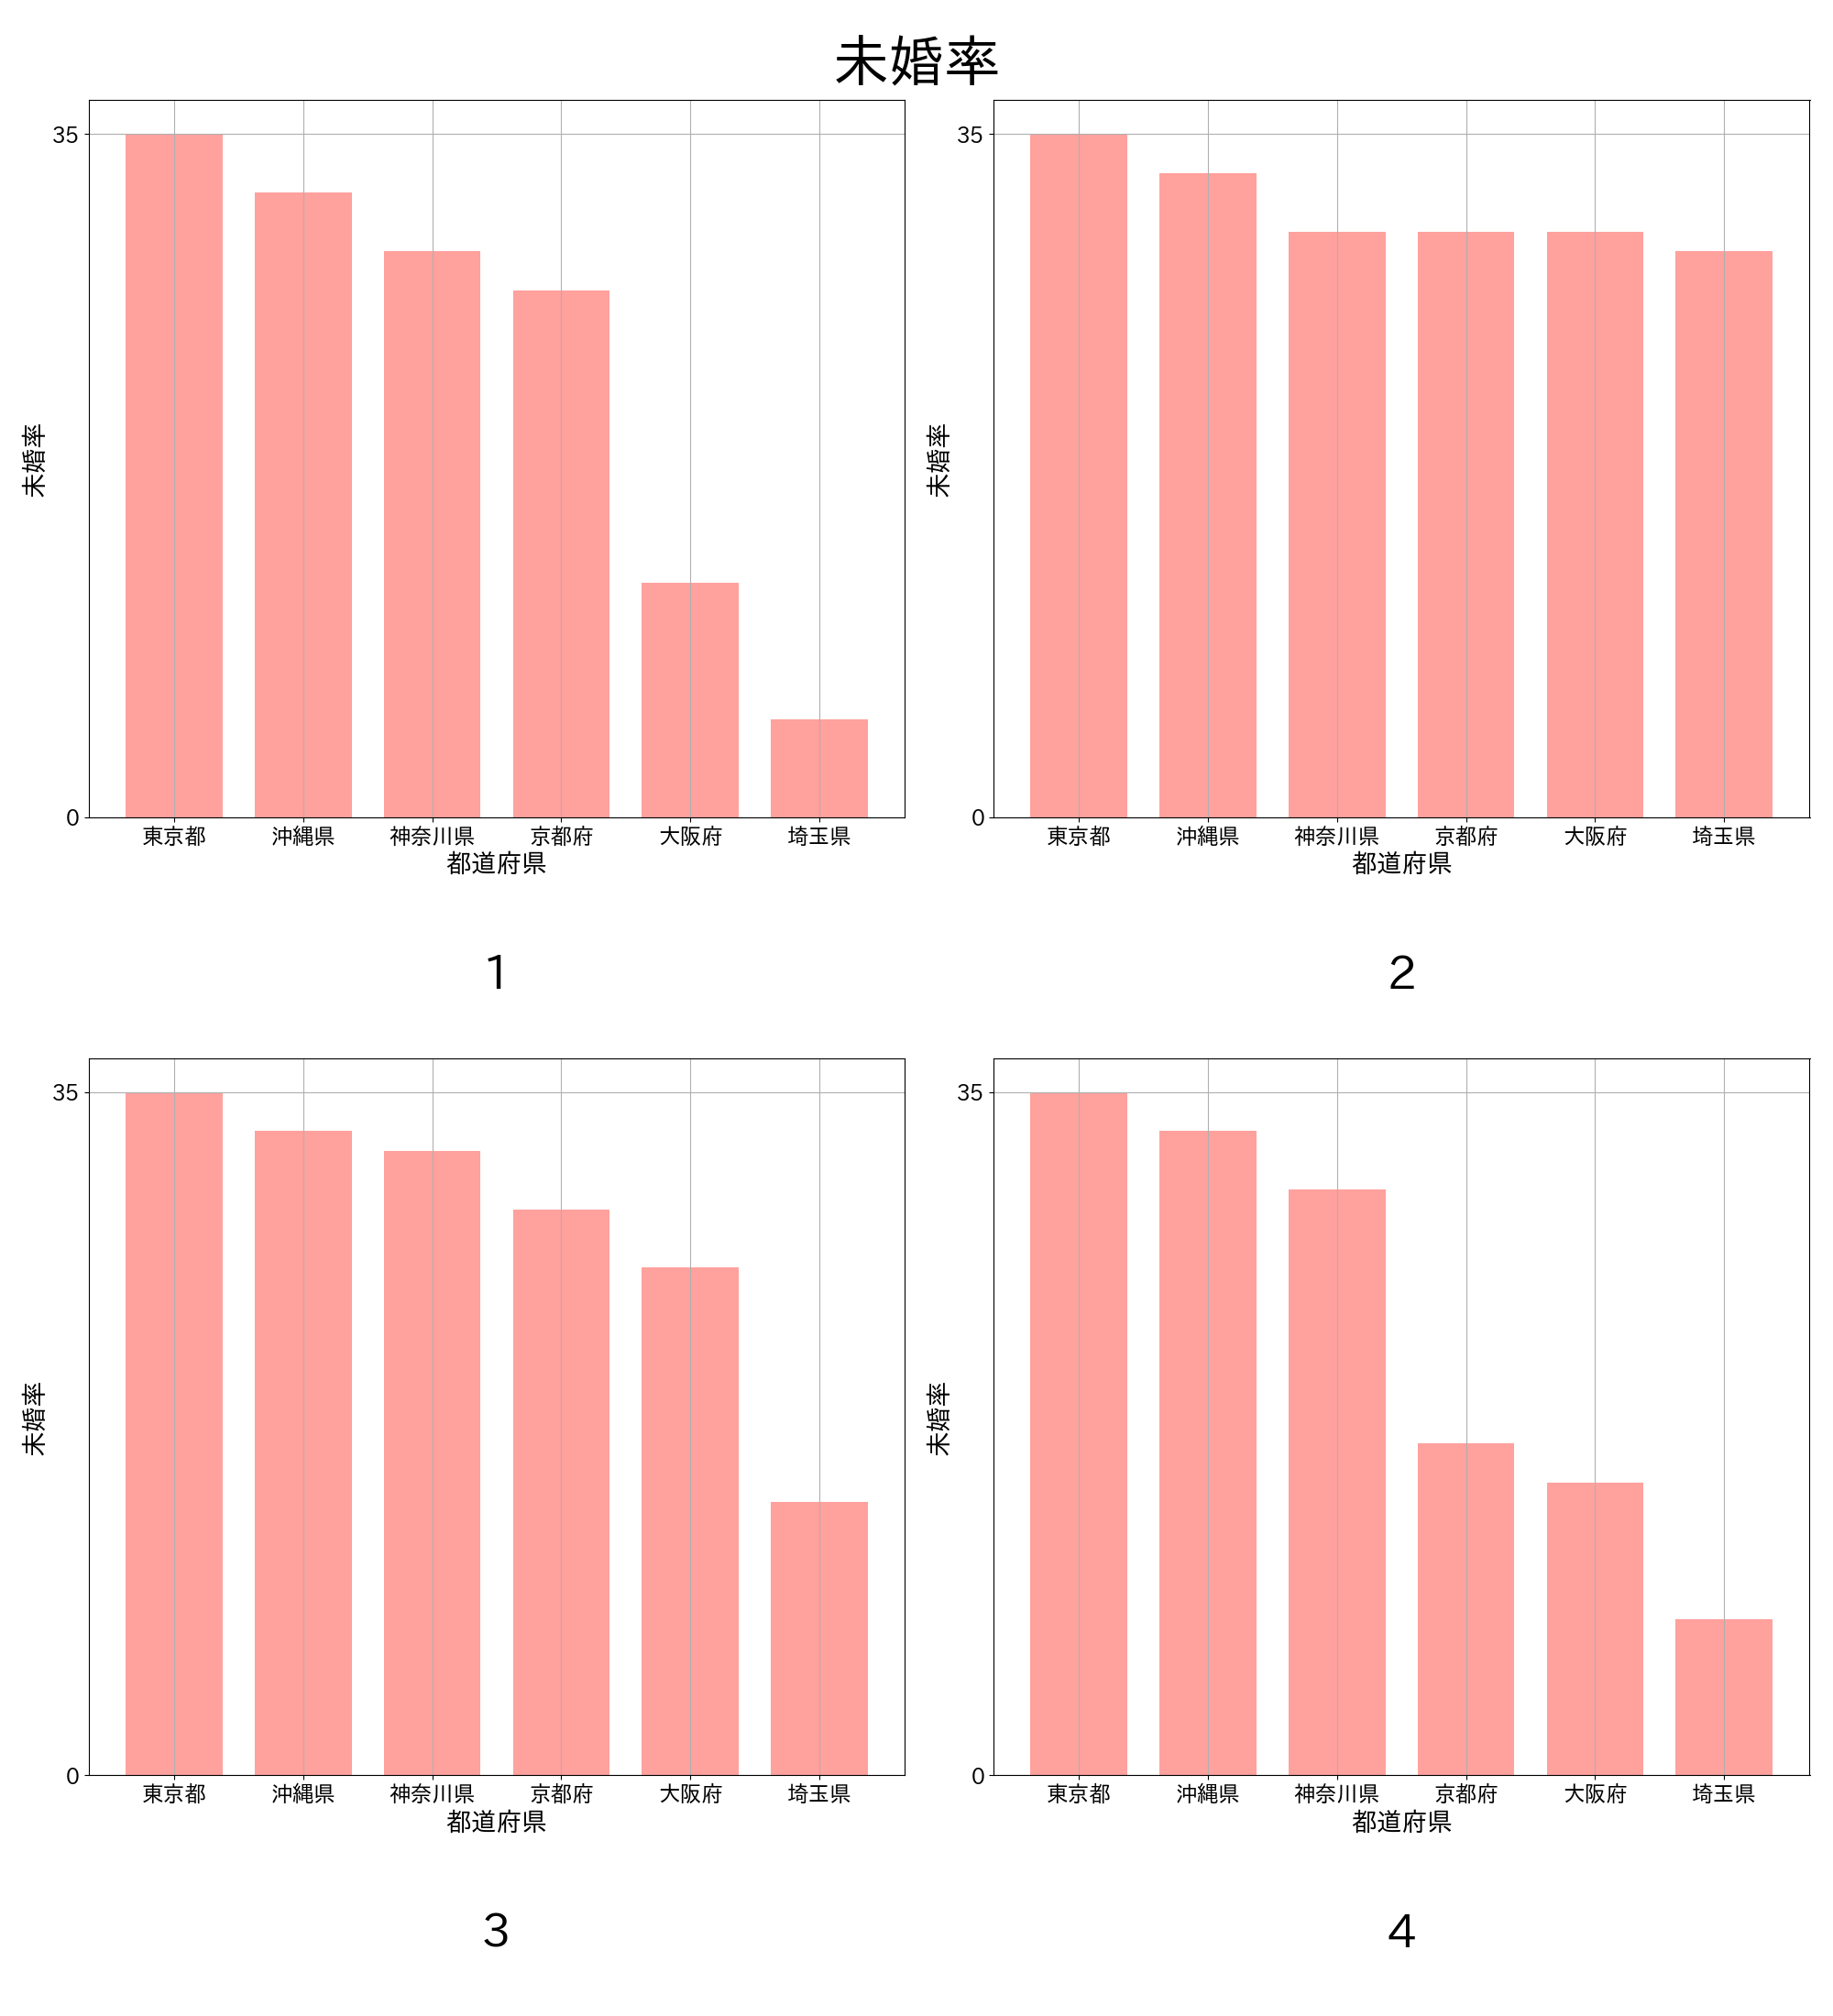 未婚率
35
0
未婚率
東京都 沖縄県 神奈川県 京都府 大阪府 埼玉県
都道府県
1
35
0
未婚率
東京都 沖縄県 神奈川県 京都府 大阪府 埼玉県
都道府県
2
35
0
未婚率
東京都 沖縄県 神奈川県 京都府 大阪府 埼玉県
都道府県
3
35
0
未婚率
東京都 沖縄県 神奈川県 京都府 大阪府 埼玉県
都道府県
4